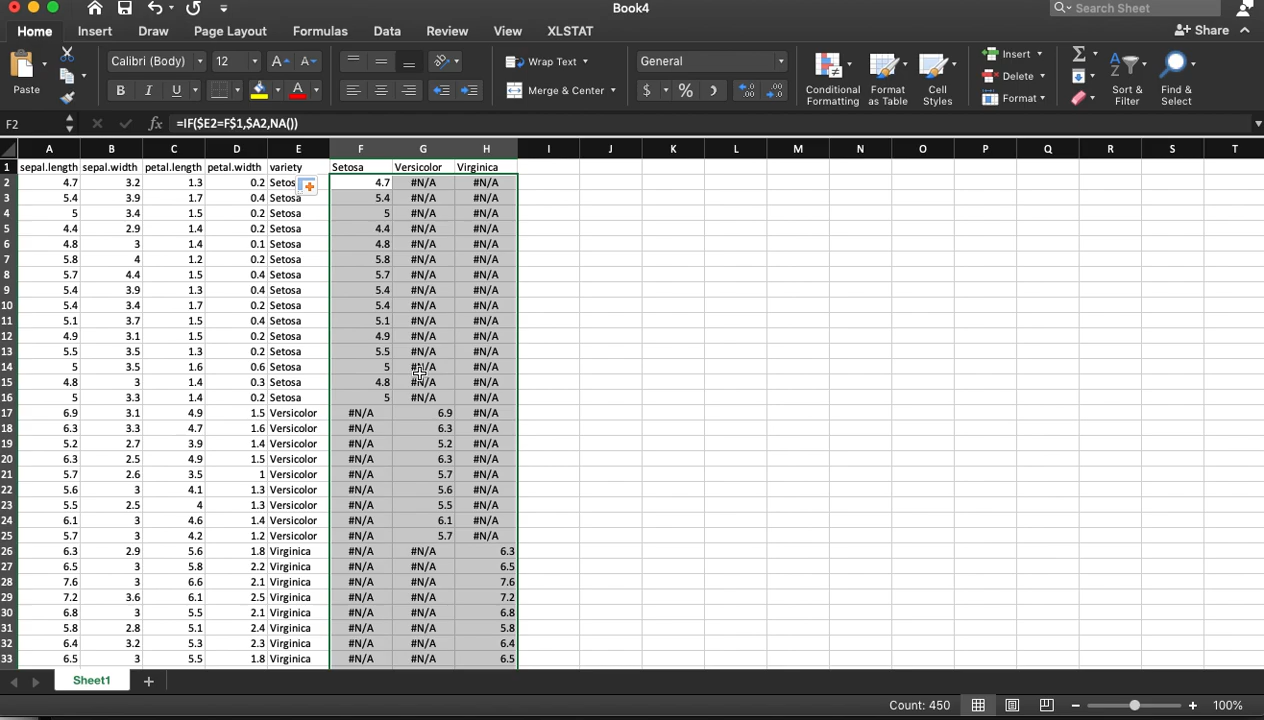 Book4
Search Sheet
Home Insert Draw Page Layout Formulas Data Review View XLSTAT Share
Paste
Calibri (Body) 12 A A
B I U A
ab
Wrap Text
Merge & Center
General
$ %
Conditional Formatting
Format as Table
Cell Styles
Insert
Delete
Format
Sort & Filter
Find & Select
F2 fx =IF($E2=F$1,$A2,NA())
A B C D E F G H I J K L M N O P Q R S T
1 sepal.length sepal.width petal.length petal.width variety Setosa Versicolor Virginica
2 4.7 3.2 1.3 0.2 Setos 4.7 #N/A #N/A
3 5.4 3.9 1.7 0.4 Setosa 5.4 #N/A #N/A
4 5 3.4 1.5 0.2 Setosa 5 #N/A #N/A
5 4.4 2.9 1.4 0.2 Setosa 4.4 #N/A #N/A
6 4.8 3 1.4 0.1 Setosa 4.8 #N/A #N/A
7 5.8 4 1.2 0.2 Setosa 5.8 #N/A #N/A
8 5.7 4.4 1.5 0.4 Setosa 5.7 #N/A #N/A
9 5.4 3.9 1.3 0.4 Setosa 5.4 #N/A #N/A
10 5.4 3.4 1.7 0.2 Setosa 5.4 #N/A #N/A
11 5.1 3.7 1.5 0.4 Setosa 5.1 #N/A #N/A
12 4.9 3.1 1.5 0.2 Setosa 4.9 #N/A #N/A
13 5.5 3.5 1.3 0.2 Setosa 5.5 #N/A #N/A
14 5 3.5 1.6 0.6 Setosa 5 #N/A #N/A
15 4.8 3 1.4 0.3 Setosa 4.8 #N/A #N/A
16 5 3.3 1.4 0.2 Setosa 5 #N/A #N/A
17 6.9 3.1 4.9 1.5 Versicolor #N/A 6.9 #N/A
18 6.3 3.3 4.7 1.6 Versicolor #N/A 6.3 #N/A
19 5.2 2.7 3.9 1.4 Versicolor #N/A 5.2 #N/A
20 6.3 2.5 4.9 1.5 Versicolor #N/A 6.3 #N/A
21 5.7 2.6 3.5 1 Versicolor #N/A 5.7 #N/A
22 5.6 3 4.1 1.3 Versicolor #N/A 5.6 #N/A
23 5.5 2.5 4 1.3 Versicolor #N/A 5.5 #N/A
24 6.1 3 4.6 1.4 Versicolor #N/A 6.1 #N/A
25 5.7 3 4.2 1.2 Versicolor #N/A 5.7 #N/A
26 6.3 2.9 5.6 1.8 Virginica #N/A #N/A 6.3
27 6.5 3 5.8 2.2 Virginica #N/A #N/A 6.5
28 7.6 3 6.6 2.1 Virginica #N/A #N/A 7.6
29 7.2 3.6 6.1 2.5 Virginica #N/A #N/A 7.2
30 6.8 3 5.5 2.1 Virginica #N/A #N/A 6.8
31 5.8 2.8 5.1 2.4 Virginica #N/A #N/A 5.8
32 6.4 3.2 5.3 2.3 Virginica #N/A #N/A 6.4
33 6.5 3 5.5 1.8 Virginica #N/A #N/A 6.5
Sheet1
Count: 450 100%